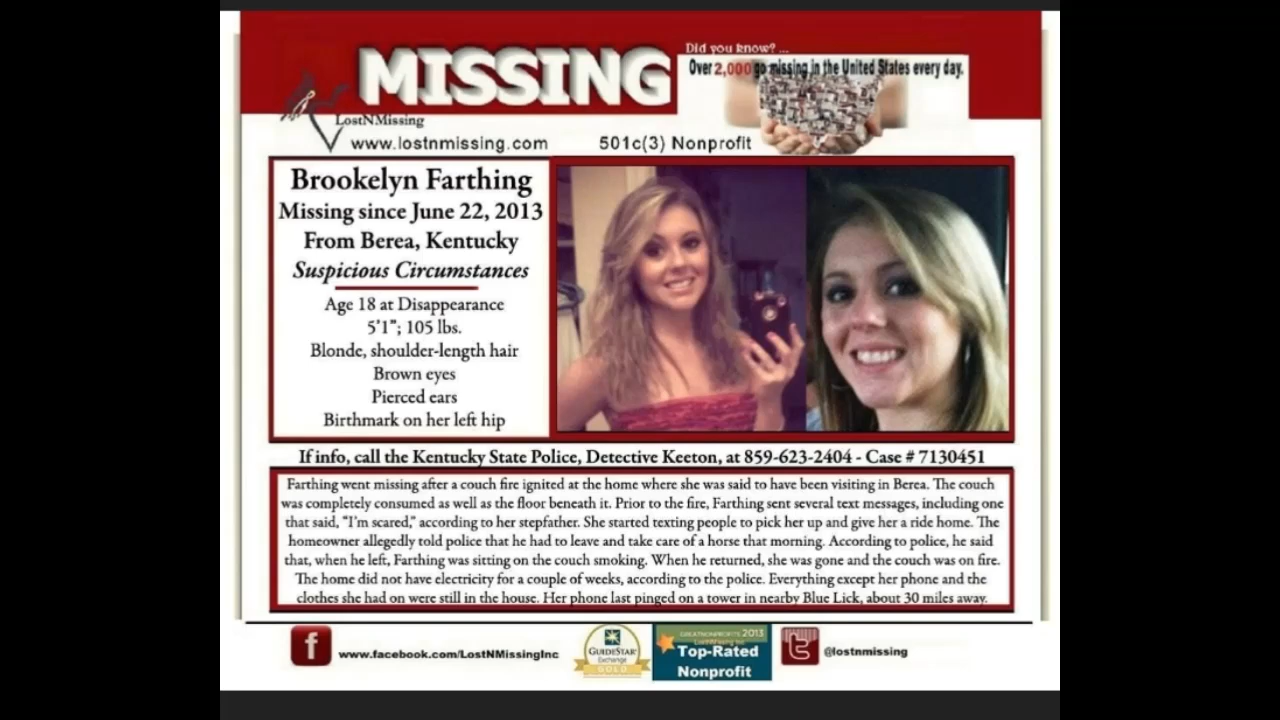 Did you know? ...
MISSING
Over 2,000 go missing in the United States every day.
LostNMissing
www.lostnmissing.com
501c(3) Nonprofit
Brookelyn Farthing
Missing since June 22, 2013
From Berea, Kentucky
Suspicious Circumstances
Age 18 at Disappearance
5'1"; 105 lbs.
Blonde, shoulder-length hair
Brown eyes
Pierced ears
Birthmark on her left hip
If info, call the Kentucky State Police, Detective Keeton, at 859-623-2404 - Case # 7130451
Farthing went missing after a couch fire ignited at the home where she was said to have been visiting in Berea. The couch
was completely consumed as well as the floor beneath it. Prior to the fire, Farthing sent several text messages, including one
that said, "I'm scared," according to her stepfather. She started texting people to pick her up and give her a ride home. The
homeowner allegedly told police that he had to leave and take care of a horse that morning. According to police, he said
that, when he left, Farthing was sitting on the couch smoking. When he returned, she was gone and the couch was on fire.
The home did not have electricity for a couple of weeks, according to the police. Everything except her phone and the
clothes she had on were still in the house. Her phone last pinged on a tower in nearby Blue Lick, about 30 miles away.
f
www.facebook.com/LostNMissingInc
GUIDESTAR
Exchange
GOLD
GREATNONPROFITS 2013
LostNMissing Inc
Top-Rated
Nonprofit
t
@lostnmissing